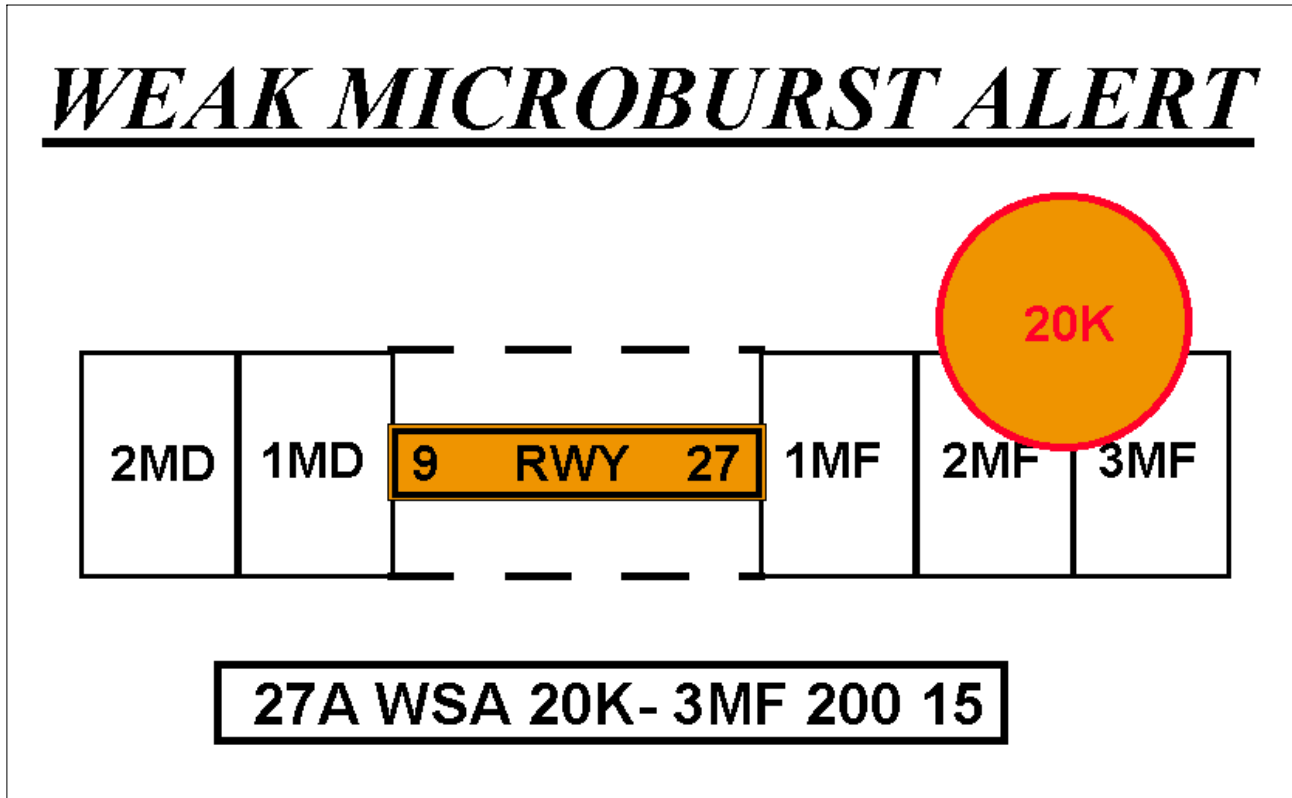 WEAK MICROBURST ALERT
20K
2MD 1MD 9 RWY 27 1MF 2MF 3MF
27A WSA 20K- 3MF 200 15